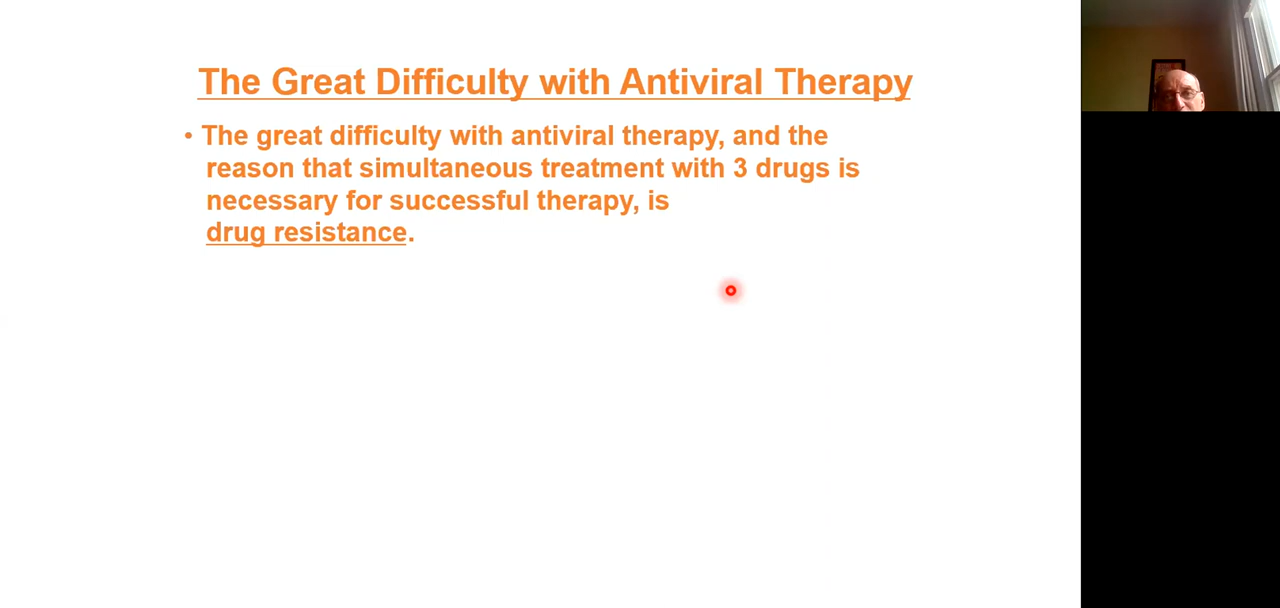 The Great Difficulty with Antiviral Therapy
• The great difficulty with antiviral therapy, and the
reason that simultaneous treatment with 3 drugs is
necessary for successful therapy, is
drug resistance.